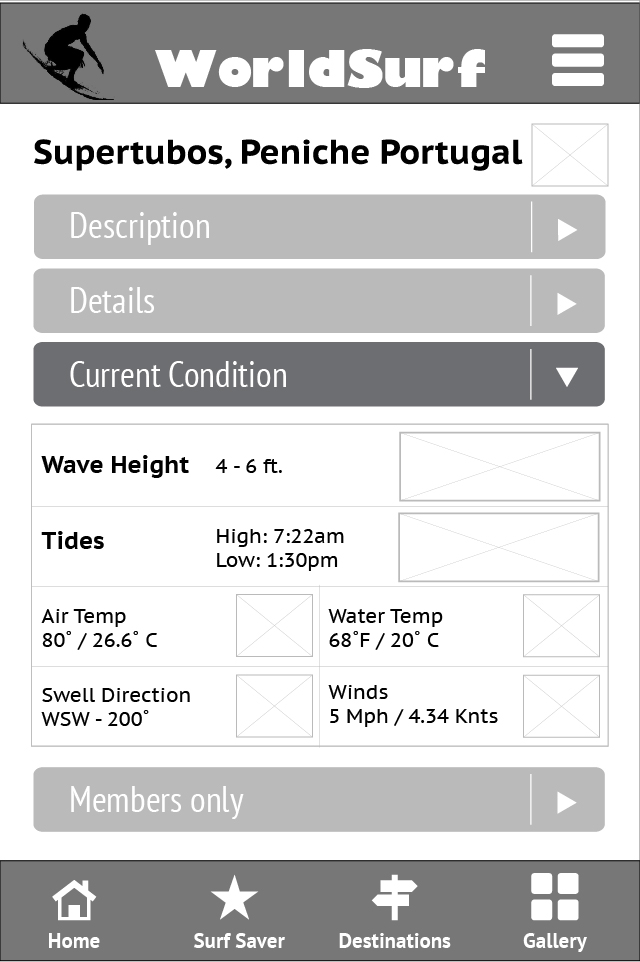 WorldSurf
Supertubos, Peniche Portugal
Description
Details
Current Condition
Wave Height 4 - 6 ft.
Tides High: 7:22am
Low: 1:30pm
Air Temp
80˚ / 26.6˚ C
Water Temp
68˚F / 20˚ C
Swell Direction
WSW - 200˚
Winds
5 Mph / 4.34 Knts
Members only
Home Surf Saver Destinations Gallery